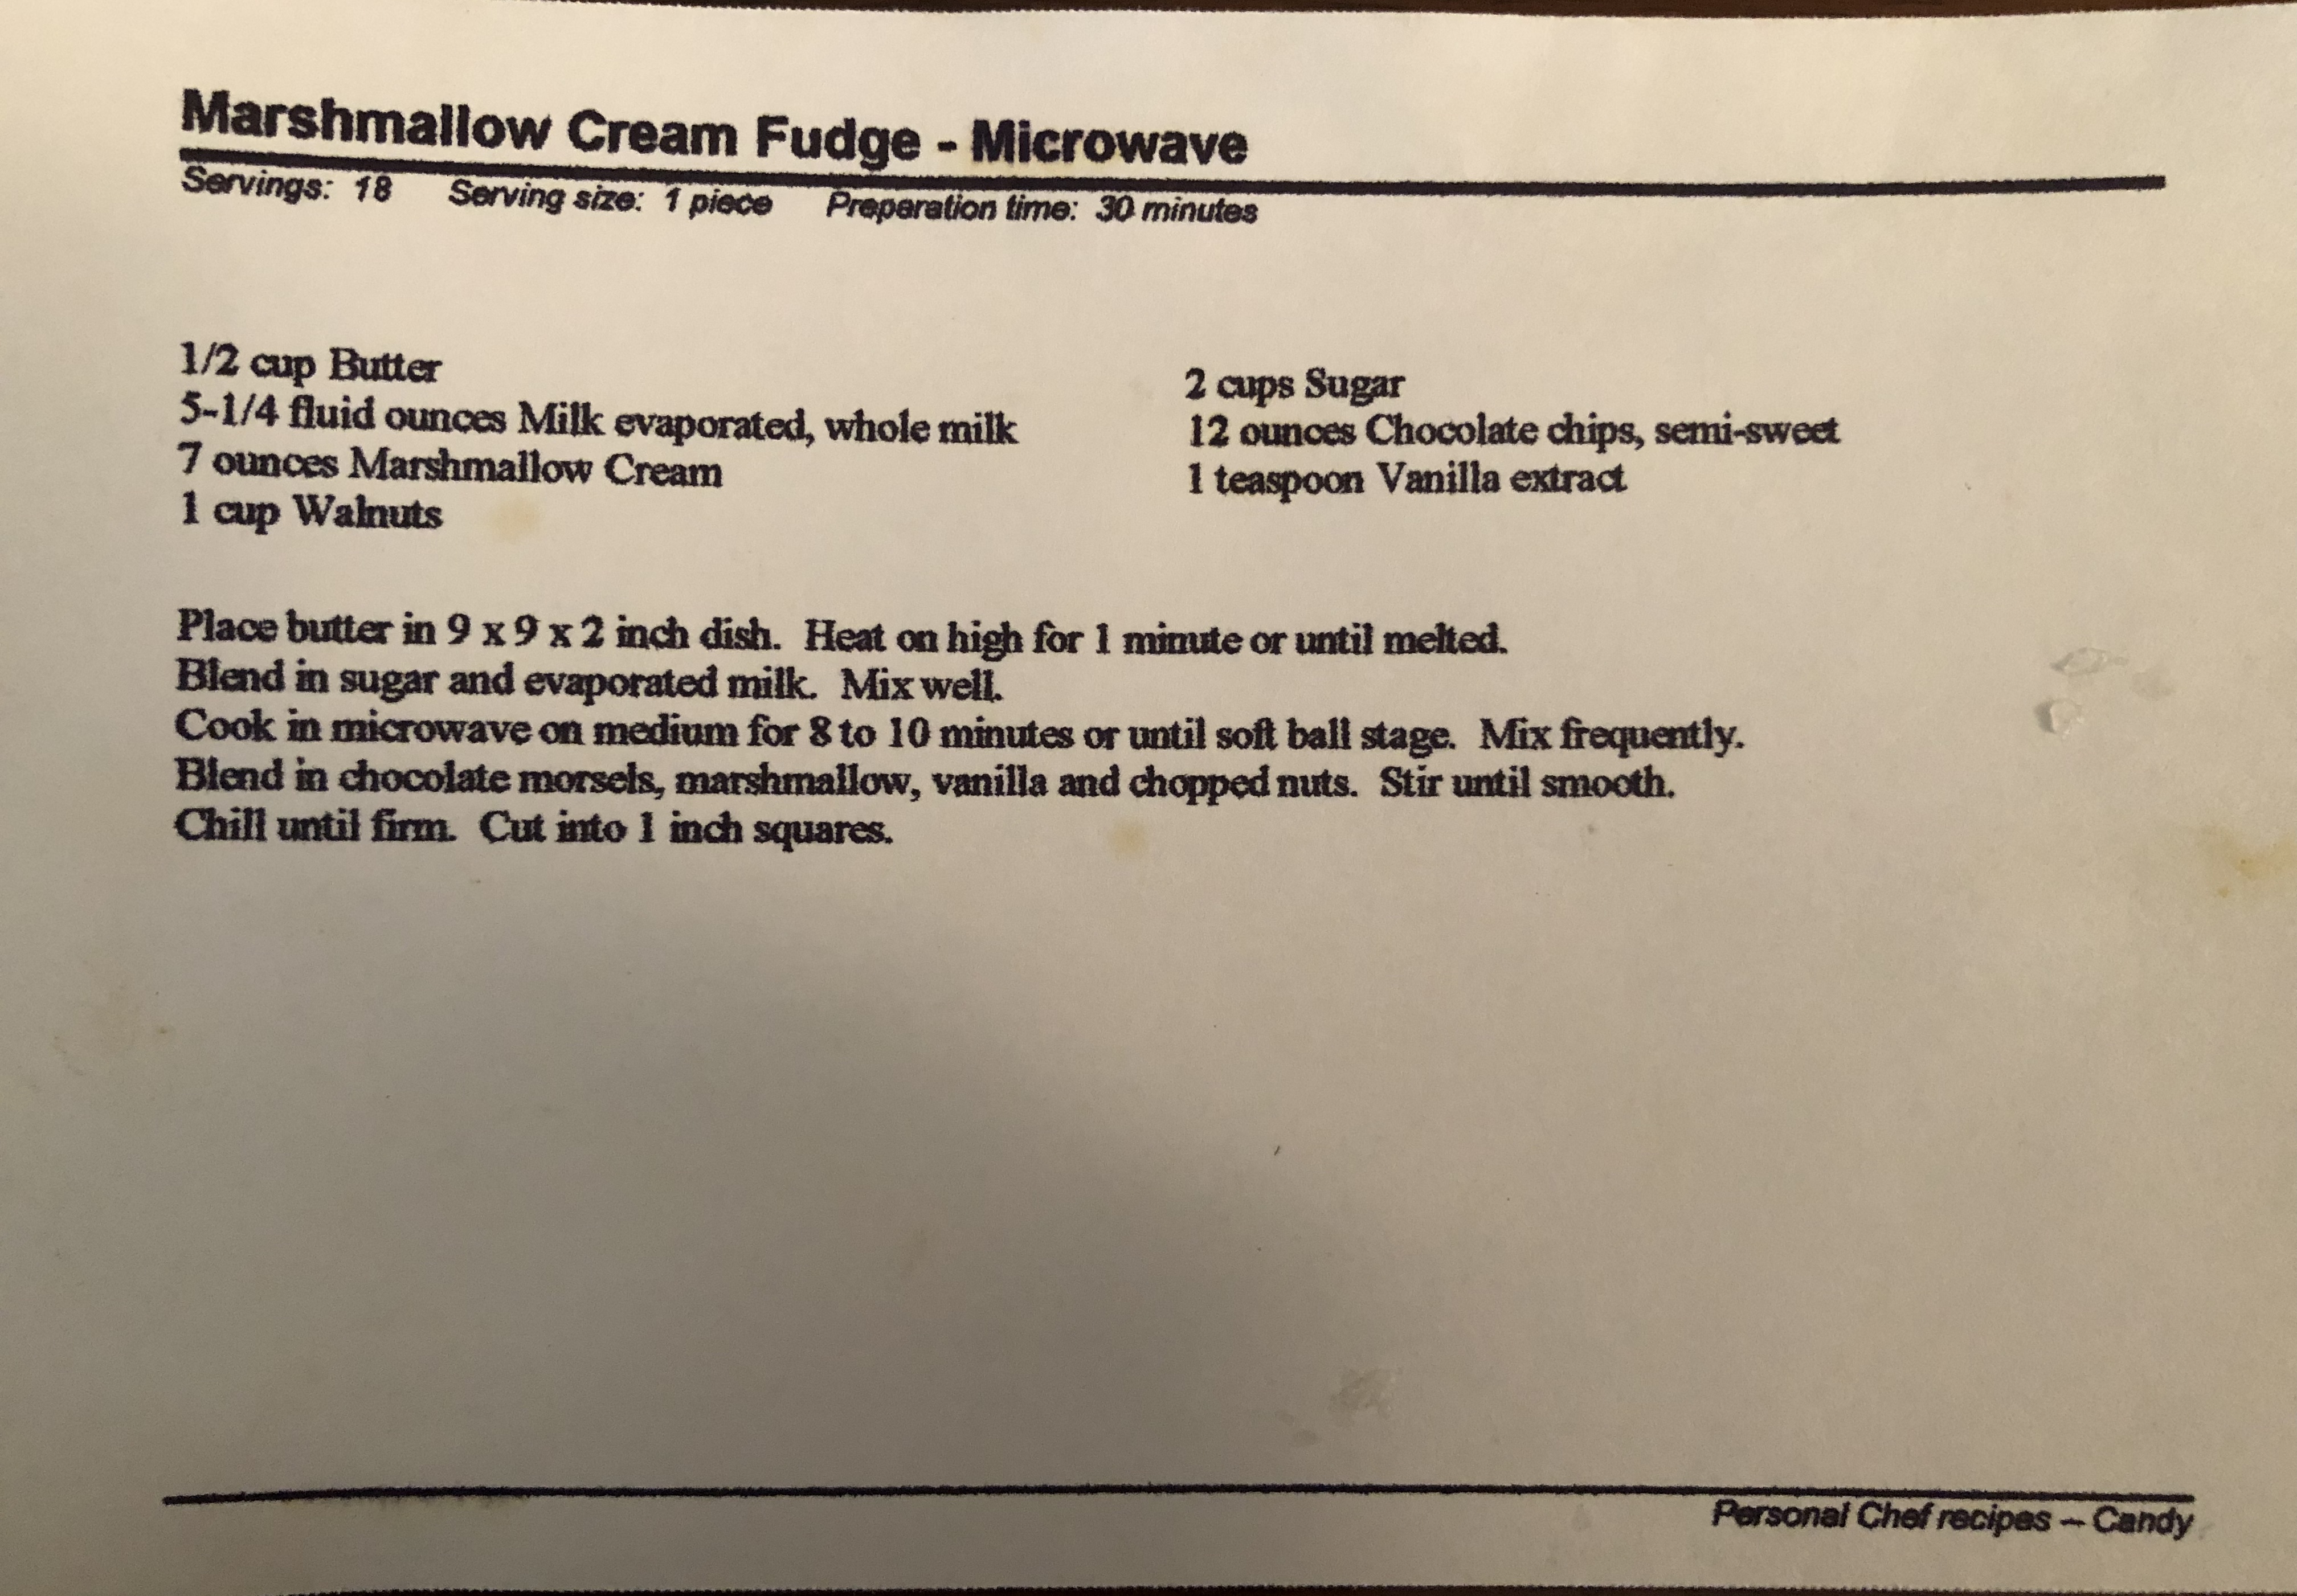 Marshmallow Cream Fudge - Microwave
Servings: 18 Serving size: 1 piece Preparation time: 30 minutes
1/2 cup Butter
5-1/4 fluid ounces Milk evaporated, whole milk
7 ounces Marshmallow Cream
1 cup Walnuts
2 cups Sugar
12 ounces Chocolate chips, semi-sweet
1 teaspoon Vanilla extract
Place butter in 9 x 9 x 2 inch dish. Heat on high for 1 minute or until melted.
Blend in sugar and evaporated milk. Mix well.
Cook in microwave on medium for 8 to 10 minutes or until soft ball stage. Mix frequently.
Blend in chocolate morsels, marshmallow, vanilla and chopped nuts. Stir until smooth.
Chill until firm. Cut into 1 inch squares.
Personal Chef recipes -- Candy